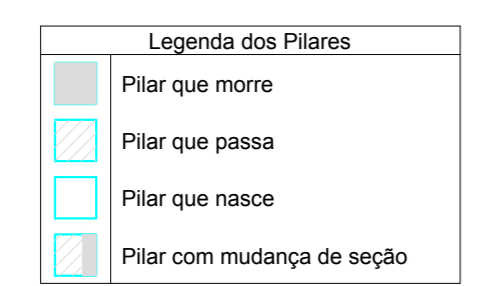 Legenda dos Pilares
Pilar que morre
Pilar que passa
Pilar que nasce
Pilar com mudança de seção